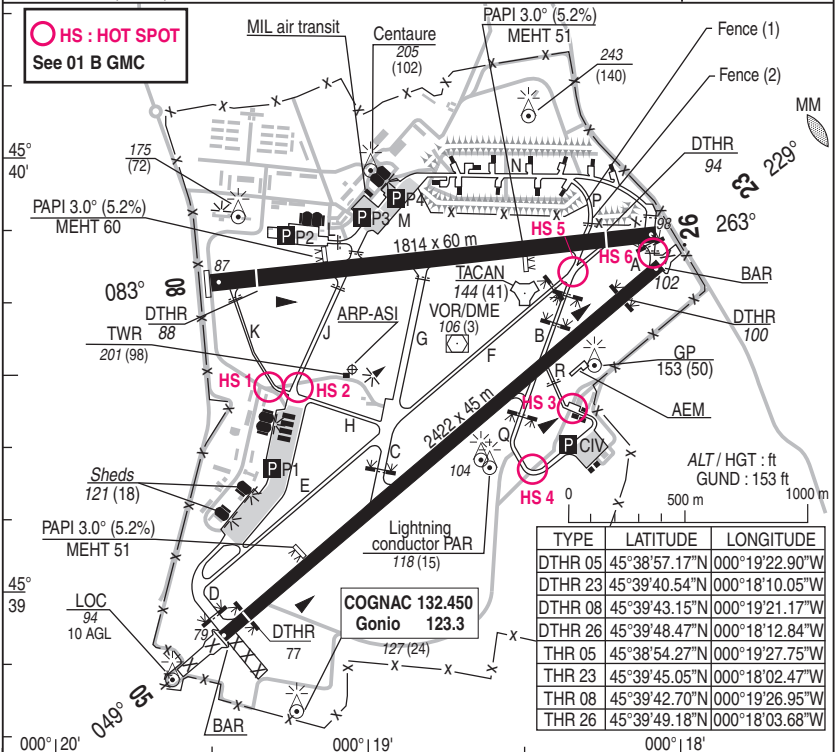 HS : HOT SPOT
See 01 B GMC
MIL air transit
Centaure
205
(102)
PAPI 3.0° (5.2%)
MEHT 51
243
(140)
Fence (1)
Fence (2)
MM
DTHR
94
45°
40'
175
(72)
PAPI 3.0° (5.2%)
MEHT 60
P P2
P P3
P P4
M
L
N
P
23
229°
1814 x 60 m
HS 5
98
26
263°
HS 6
A
102
BAR
87
083°
08
DTHR
88
TWR
201 (98)
K
J
ARP-ASI
TACAN
144 (41)
VOR/DME
106 (3)
G
F
B
DTHR
100
R
GP
153 (50)
AEM
HS 1
HS 2
HS 3
H
2422 x 45 m
C
Q
P CIV
HS 4
104
P P1
E
Sheds
121 (18)
PAPI 3.0° (5.2%)
MEHT 51
Lightning
conductor PAR
118 (15)
ALT / HGT : ft
GUND : 153 ft
0 500 m 1000 m
45°
39
LOC
94
10 AGL
D
79
DTHR
77
COGNAC 132.450
Gonio 123.3
127 (24)
05
049°
BAR
TYPE LATITUDE LONGITUDE
DTHR 05 45°38'57.17"N 000°19'22.90"W
DTHR 23 45°39'40.54"N 000°18'10.05"W
DTHR 08 45°39'43.15"N 000°19'21.17"W
DTHR 26 45°39'48.47"N 000°18'12.84"W
THR 05 45°38'54.27"N 000°19'27.75"W
THR 23 45°39'45.05"N 000°18'02.47"W
THR 08 45°39'42.70"N 000°19'26.95"W
THR 26 45°39'49.18"N 000°18'03.68"W
000° 20' 000° 19' 000° 18'